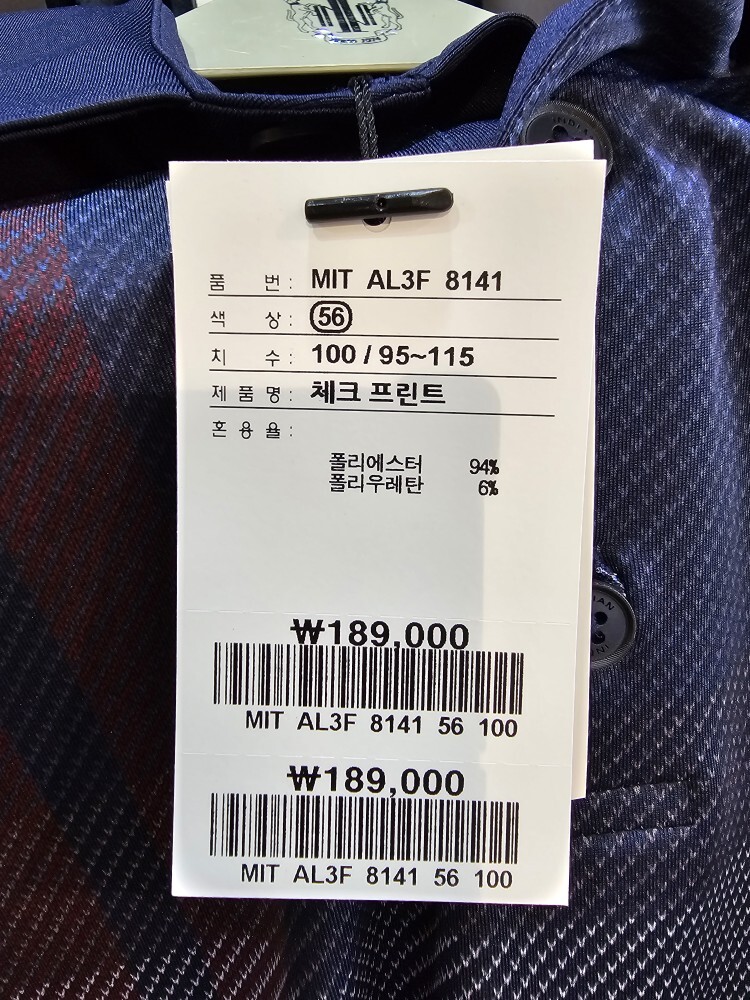 품 번 : MIT AL3F 8141
색 상 : 56
치 수 : 100 / 95~115
제 품 명 : 체크 프린트
혼 용 율 :
폴리에스터 94%
폴리우레탄 6%
₩189,000
MIT AL3F 8141 56 100
₩189,000
MIT AL3F 8141 56 100